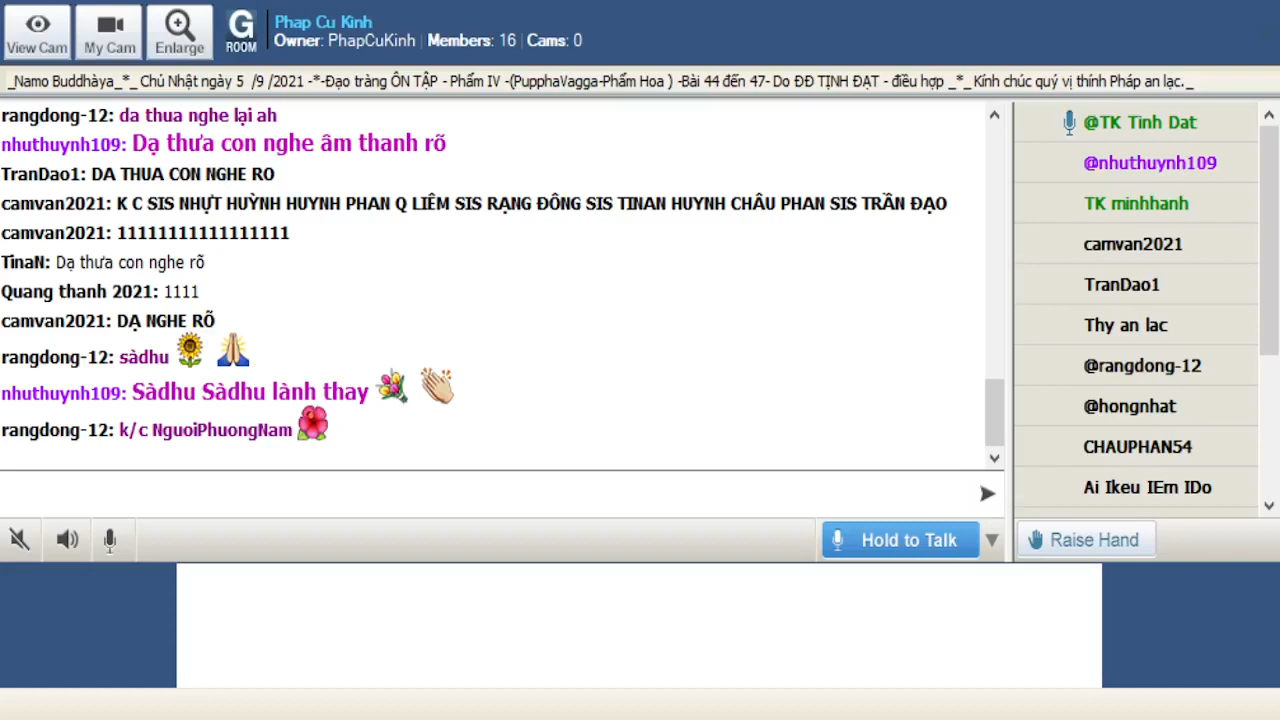 View Cam
My Cam
Enlarge
G
ROOM
Phap Cu Kinh
Owner: PhapCuKinh | Members: 16 | Cams: 0
_Namo Buddhàya_*_ Chủ Nhật ngày 5 /9 /2021 -*-Đạo tràng ÔN TẬP - Phẩm IV -(PupphaVagga-Phẩm Hoa ) -Bài 44 đến 47- Do ĐĐ TỊNH ĐẠT - điều hợp _*_ Kính chúc quý vị thính Pháp an lạc._
rangdong-12: da thua nghe lại ah
nhuthuynh109: Dạ thưa con nghe âm thanh rõ
TranDao1: DA THUA CON NGHE RO
camvan2021: K C SIS NHỰT HUỲNH HUYNH PHAN Q LIÊM SIS RẠNG ĐÔNG SIS TINAN HUYNH CHÂU PHAN SIS TRẦN ĐẠO
camvan2021: 11111111111111111
TinaN: Dạ thưa con nghe rõ
Quang thanh 2021: 1111
camvan2021: DẠ NGHE RÕ
rangdong-12: sàdhu
nhuthuynh109: Sàdhu Sàdhu lành thay
rangdong-12: k/c NguoiPhuongNam
@TK Tinh Dat
@nhuthuynh109
TK minhhanh
camvan2021
TranDao1
Thy an lac
@rangdong-12
@hongnhat
CHAUPHAN54
Ai Ikeu IEm IDo
Hold to Talk
Raise Hand